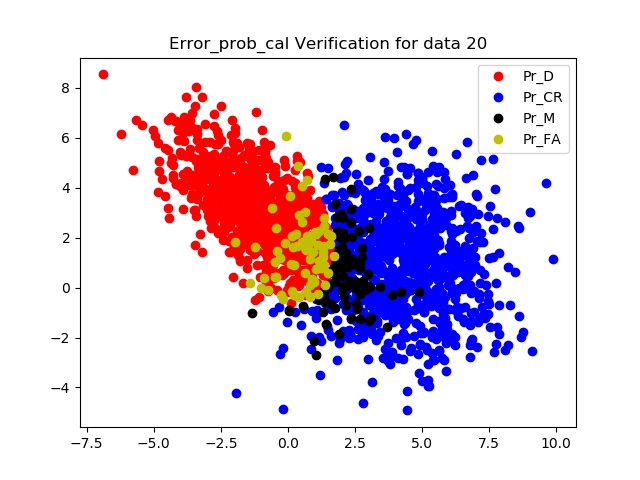 Error_prob_cal Verification for data 20
Pr_D
Pr_CR
Pr_M
Pr_FA
8
6
4
2
0
−2
−4
−7.5 −5.0 −2.5 0.0 2.5 5.0 7.5 10.0